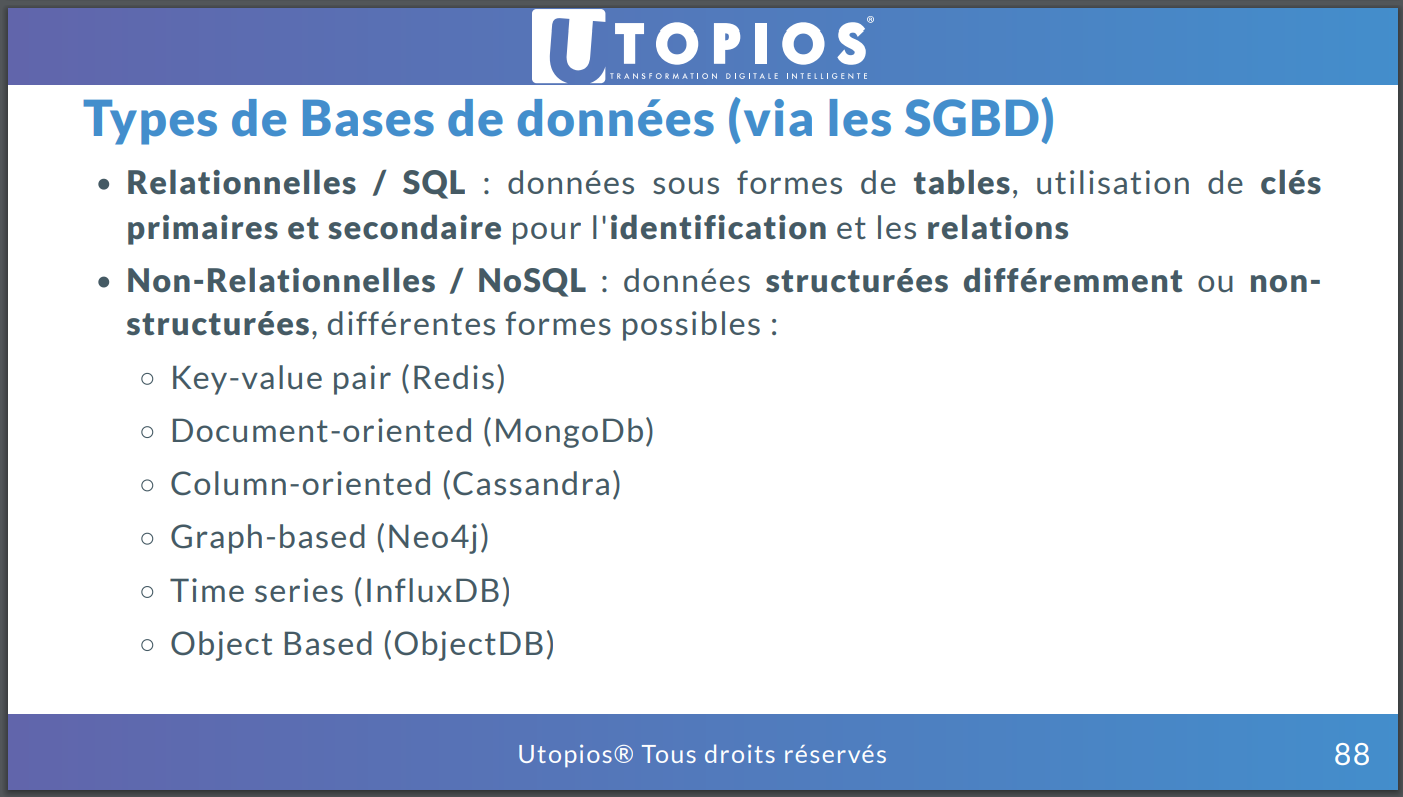 UTOPIOS®
TRANSFORMATION DIGITALE INTELLIGENTE
Types de Bases de données (via les SGBD)
• Relationnelles / SQL : données sous formes de tables, utilisation de clés
primaires et secondaire pour l'identification et les relations
• Non-Relationnelles / NoSQL : données structurées différemment ou non-
structurées, différentes formes possibles :
○ Key-value pair (Redis)
○ Document-oriented (MongoDb)
○ Column-oriented (Cassandra)
○ Graph-based (Neo4j)
○ Time series (InfluxDB)
○ Object Based (ObjectDB)
Utopios® Tous droits réservés
88